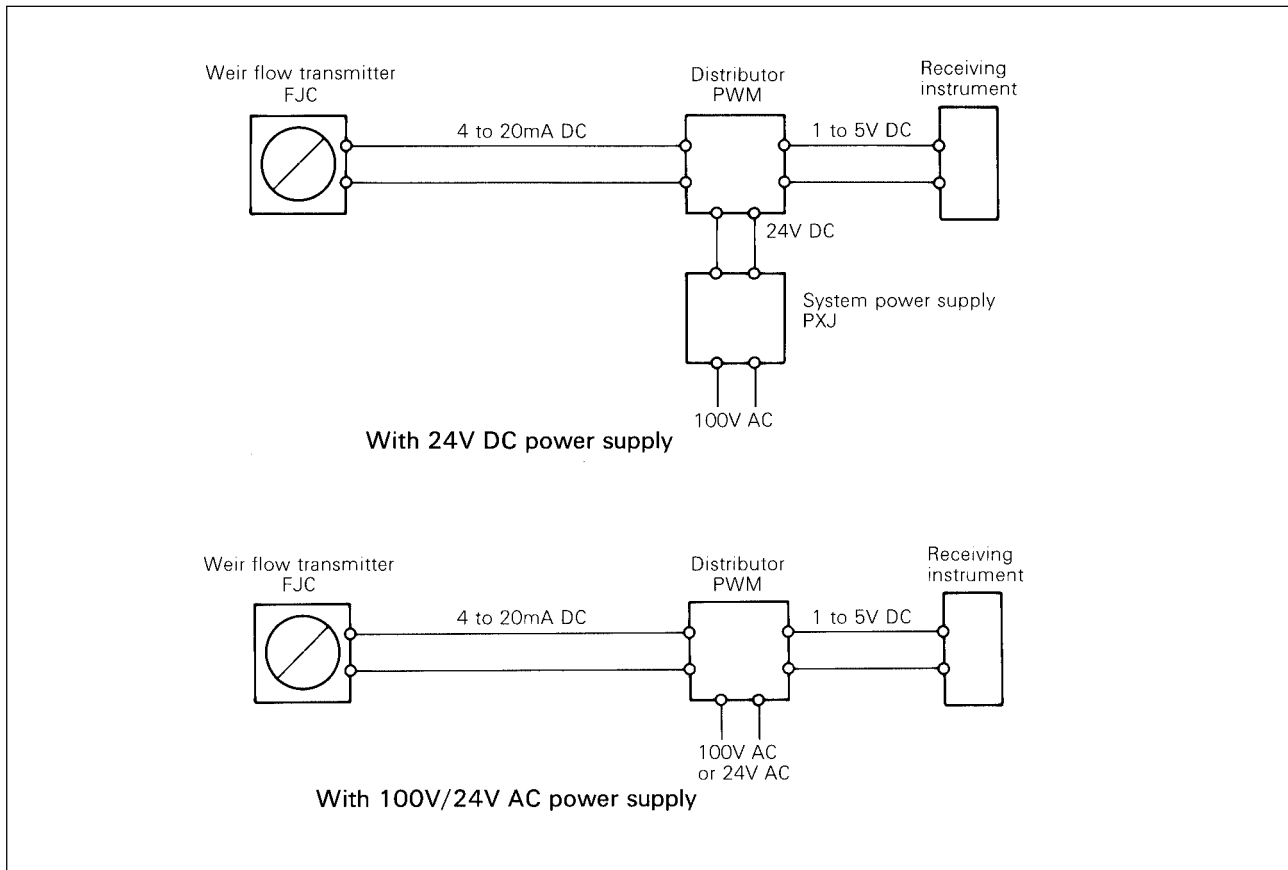 Weir flow transmitter
FJC
4 to 20mA DC
Distributor
PWM
1 to 5V DC
Receiving
instrument
24V DC
System power supply
PXJ
100V AC
With 24V DC power supply
Weir flow transmitter
FJC
4 to 20mA DC
Distributor
PWM
1 to 5V DC
Receiving
instrument
100V AC
or 24V AC
With 100V/24V AC power supply